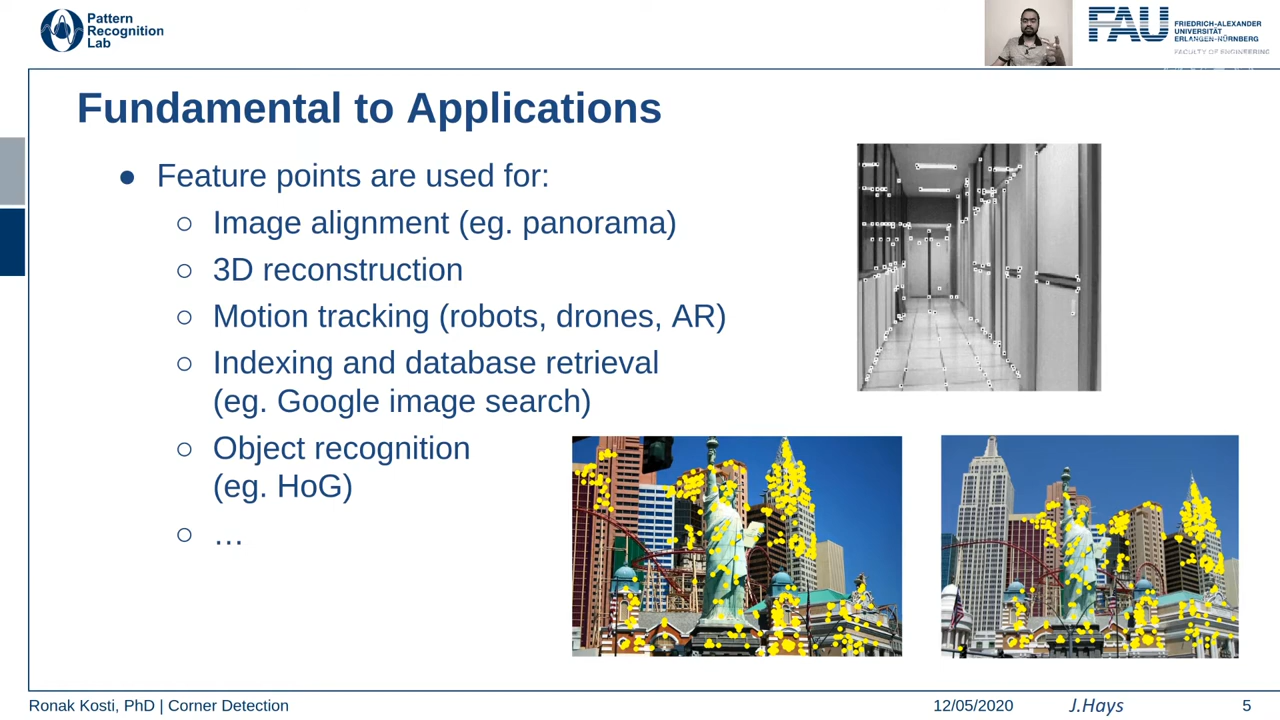 Pattern
Recognition
Lab
FAU
FRIEDRICH-ALEXANDER
UNIVERSITÄT
ERLANGEN-NÜRNBERG
FACULTY OF ENGINEERING
Fundamental to Applications
● Feature points are used for:
○ Image alignment (eg. panorama)
○ 3D reconstruction
○ Motion tracking (robots, drones, AR)
○ Indexing and database retrieval
(eg. Google image search)
○ Object recognition
(eg. HoG)
○ …
Ronak Kosti, PhD | Corner Detection
12/05/2020
J.Hays
5